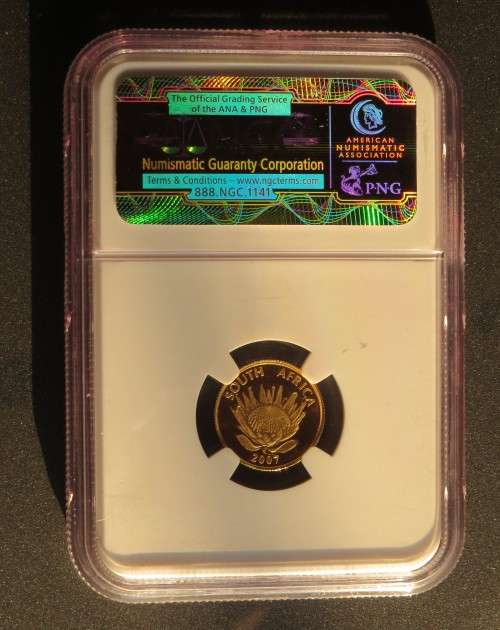 The Official Grading Service
of the ANA & PNG
Numismatic Guaranty Corporation
Terms & Conditions – www.ngcterms.com
888.NGC.1141
AMERICAN
NUMISMATIC
ASSOCIATION
PNG
SOUTH AFRICA
2007